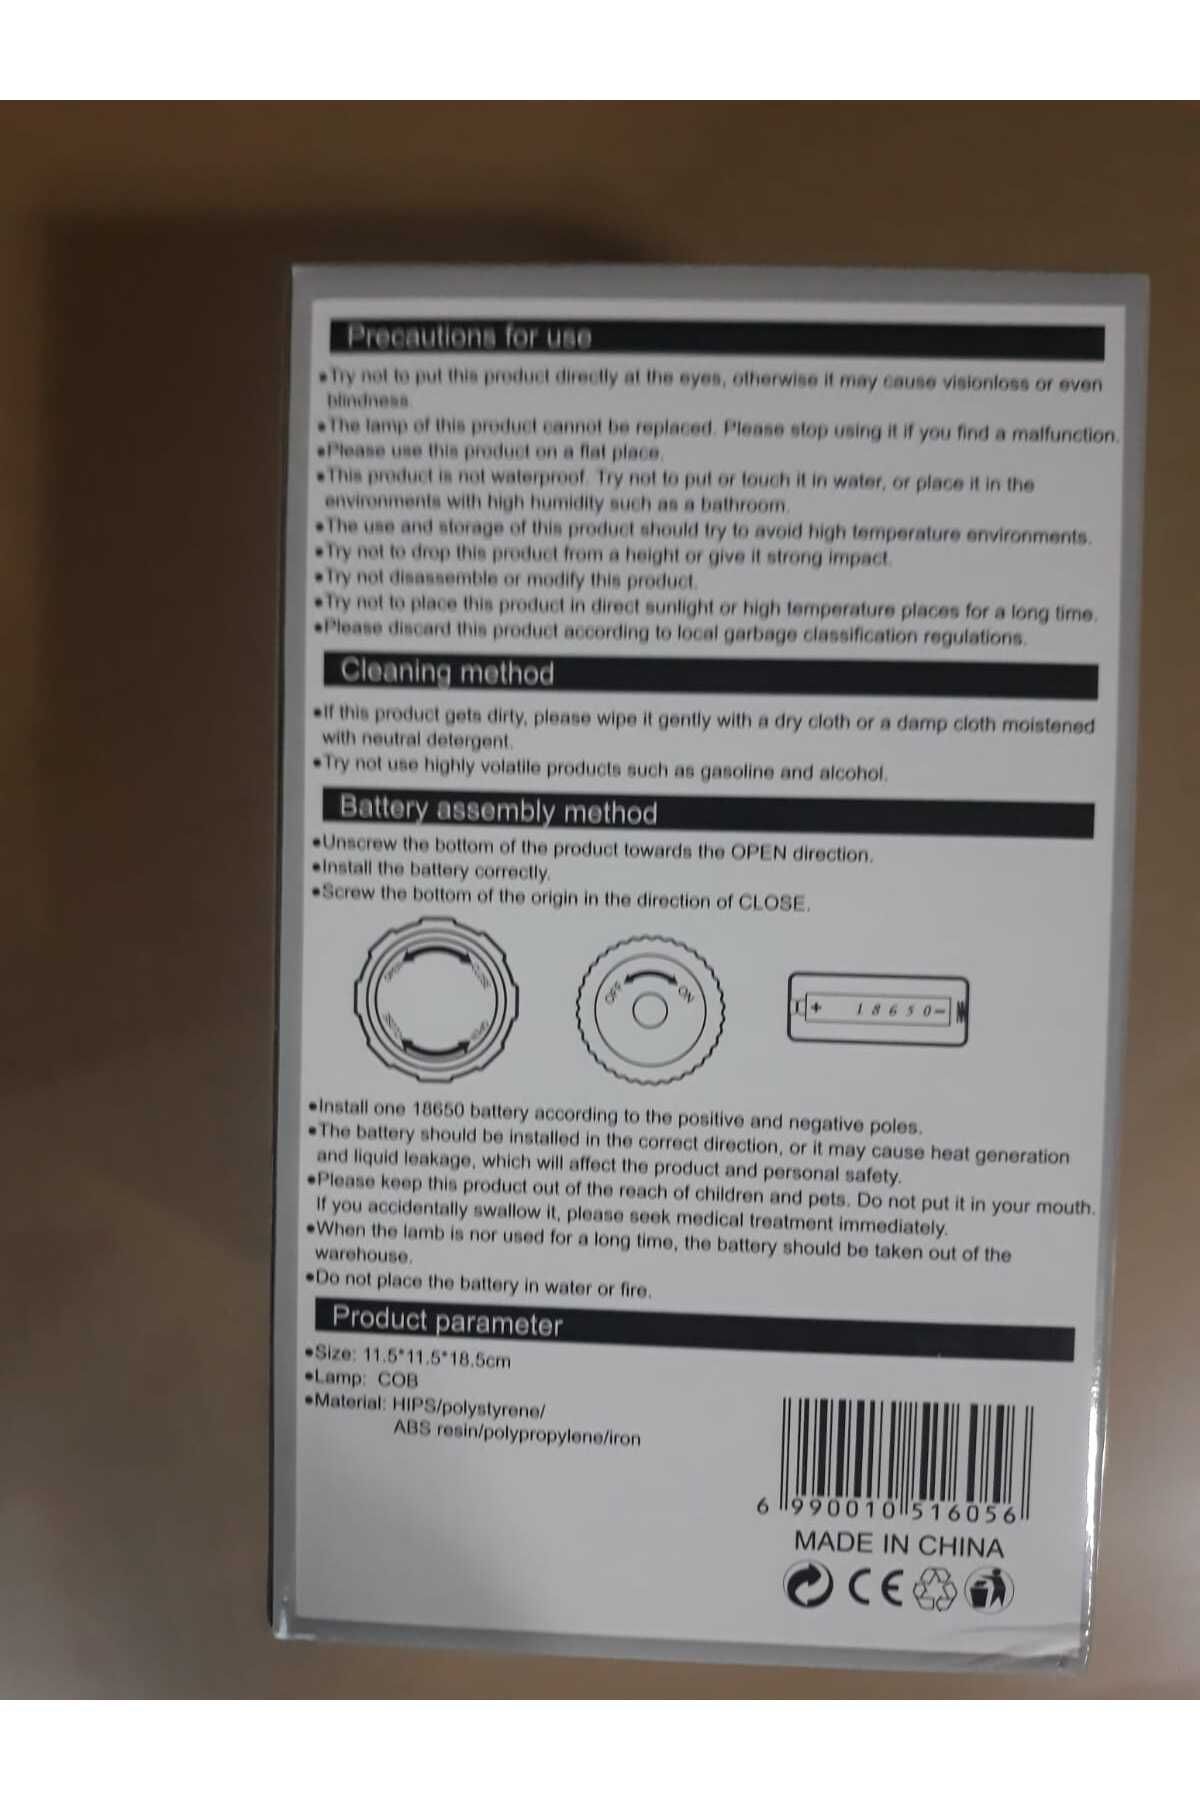 Precautions for use
•Try not to put this product directly at the eyes, otherwise it may cause visionloss or even
blindness.
•The lamp of this product cannot be replaced. Please stop using it if you find a malfunction.
•Please use this product on a flat place.
•This product is not waterproof. Try not to put or touch it in water, or place it in the
environments with high humidity such as a bathroom.
•The use and storage of this product should try to avoid high temperature environments.
•Try not to drop this product from a height or give it strong impact.
•Try not disassemble or modify this product.
•Try not to place this product in direct sunlight or high temperature places for a long time.
•Please discard this product according to local garbage classification regulations.
Cleaning method
•If this product gets dirty, please wipe it gently with a dry cloth or a damp cloth moistened
with neutral detergent.
•Try not use highly volatile products such as gasoline and alcohol.
Battery assembly method
•Unscrew the bottom of the product towards the OPEN direction.
•Install the battery correctly.
•Screw the bottom of the origin in the direction of CLOSE.
OPEN CLOSE
CLOSE OPEN
OFF ON
+ 18650-
•Install one 18650 battery according to the positive and negative poles.
•The battery should be installed in the correct direction, or it may cause heat generation
and liquid leakage, which will affect the product and personal safety.
•Please keep this product out of the reach of children and pets. Do not put it in your mouth.
If you accidentally swallow it, please seek medical treatment immediately.
•When the lamb is nor used for a long time, the battery should be taken out of the
warehouse.
•Do not place the battery in water or fire.
Product parameter
•Size: 11.5*11.5*18.5cm
•Lamp: COB
•Material: HIPS/polystyrene/
ABS resin/polypropylene/iron
6 990010 516056
MADE IN CHINA
CE